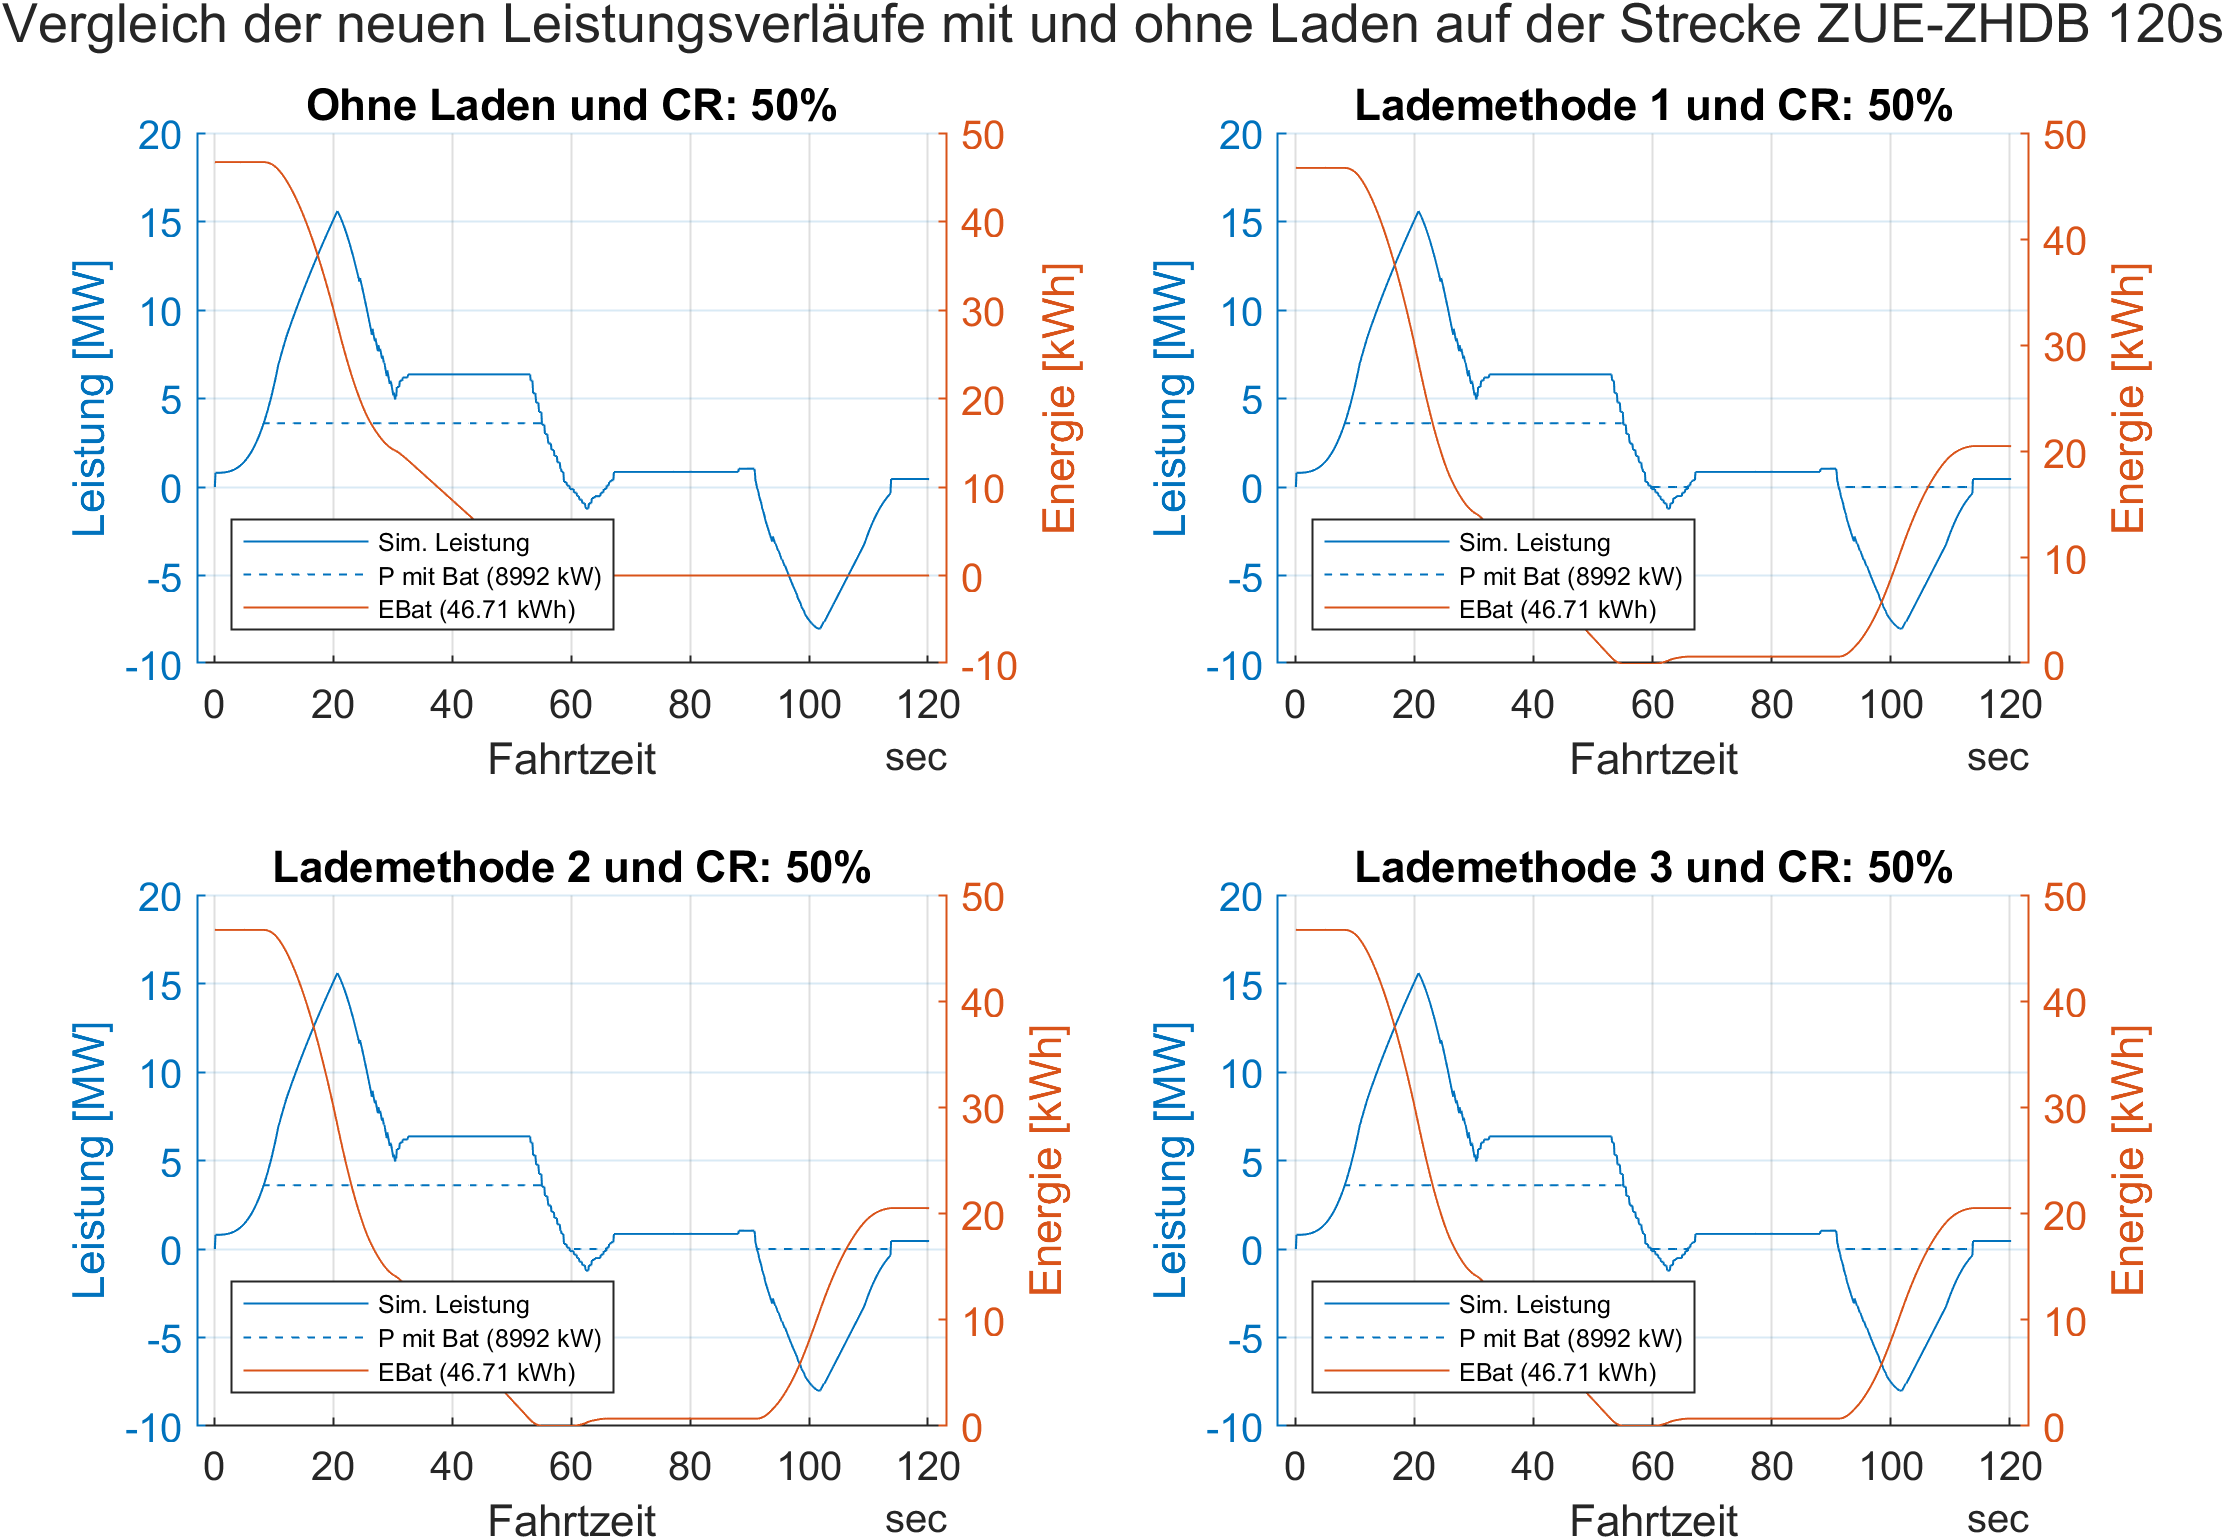 Vergleich der neuen Leistungsverläufe mit und ohne Laden auf der Strecke ZUE-ZHDB 120s
Ohne Laden und CR: 50%
20
15
10
5
0
-5
-10
Leistung [MW]
50
40
30
20
10
0
-10
Energie [kWh]
Sim. Leistung
P mit Bat (8992 kW)
EBat (46.71 kWh)
0 20 40 60 80 100 120
Fahrtzeit sec
Lademethode 1 und CR: 50%
20
15
10
5
0
-5
-10
Leistung [MW]
50
40
30
20
10
0
Energie [kWh]
Sim. Leistung
P mit Bat (8992 kW)
EBat (46.71 kWh)
0 20 40 60 80 100 120
Fahrtzeit sec
Lademethode 2 und CR: 50%
20
15
10
5
0
-5
-10
Leistung [MW]
50
40
30
20
10
0
Energie [kWh]
Sim. Leistung
P mit Bat (8992 kW)
EBat (46.71 kWh)
0 20 40 60 80 100 120
Fahrtzeit sec
Lademethode 3 und CR: 50%
20
15
10
5
0
-5
-10
Leistung [MW]
50
40
30
20
10
0
Energie [kWh]
Sim. Leistung
P mit Bat (8992 kW)
EBat (46.71 kWh)
0 20 40 60 80 100 120
Fahrtzeit sec